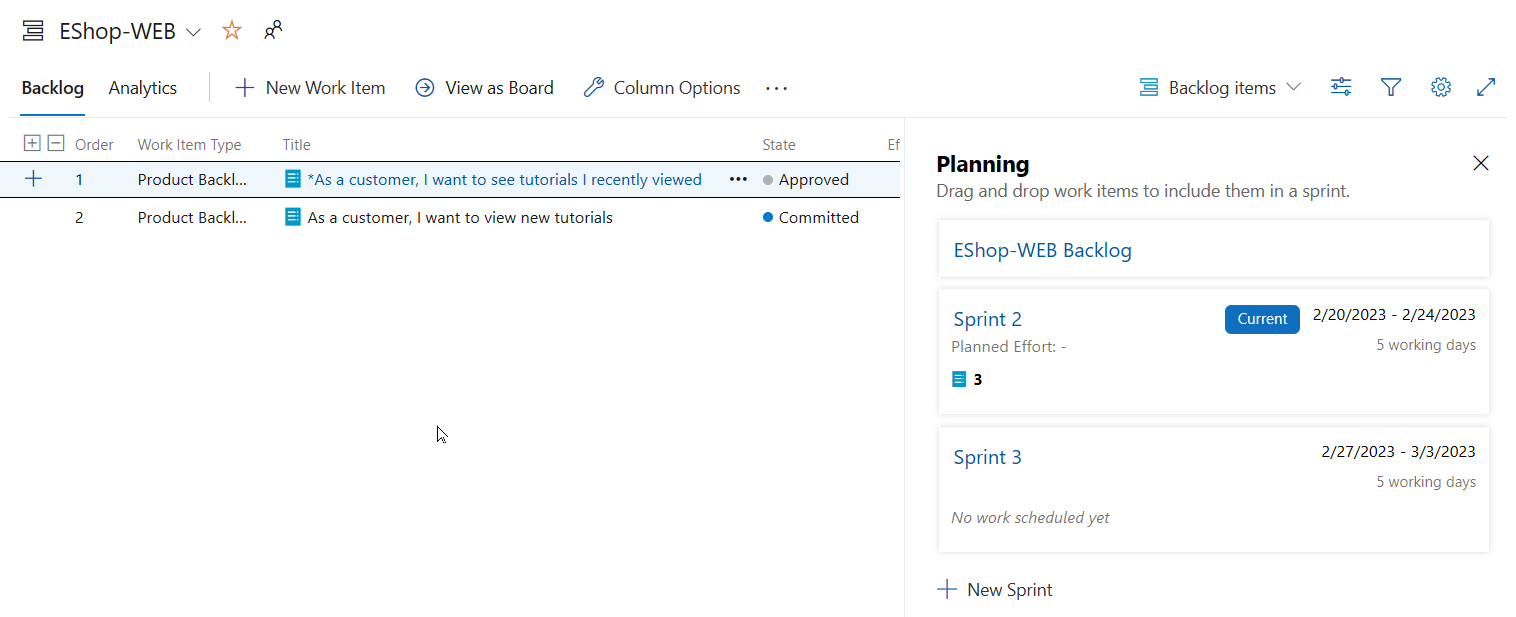 EShop-WEB
Backlog Analytics New Work Item View as Board Column Options ... Backlog items
Order Work Item Type Title State Ef
1 Product Backl... *As a customer, I want to see tutorials I recently viewed ... Approved
2 Product Backl... As a customer, I want to view new tutorials Committed
Planning
Drag and drop work items to include them in a sprint.
EShop-WEB Backlog
Sprint 2 Current 2/20/2023 - 2/24/2023
Planned Effort: - 5 working days
3
Sprint 3 2/27/2023 - 3/3/2023
5 working days
No work scheduled yet
New Sprint